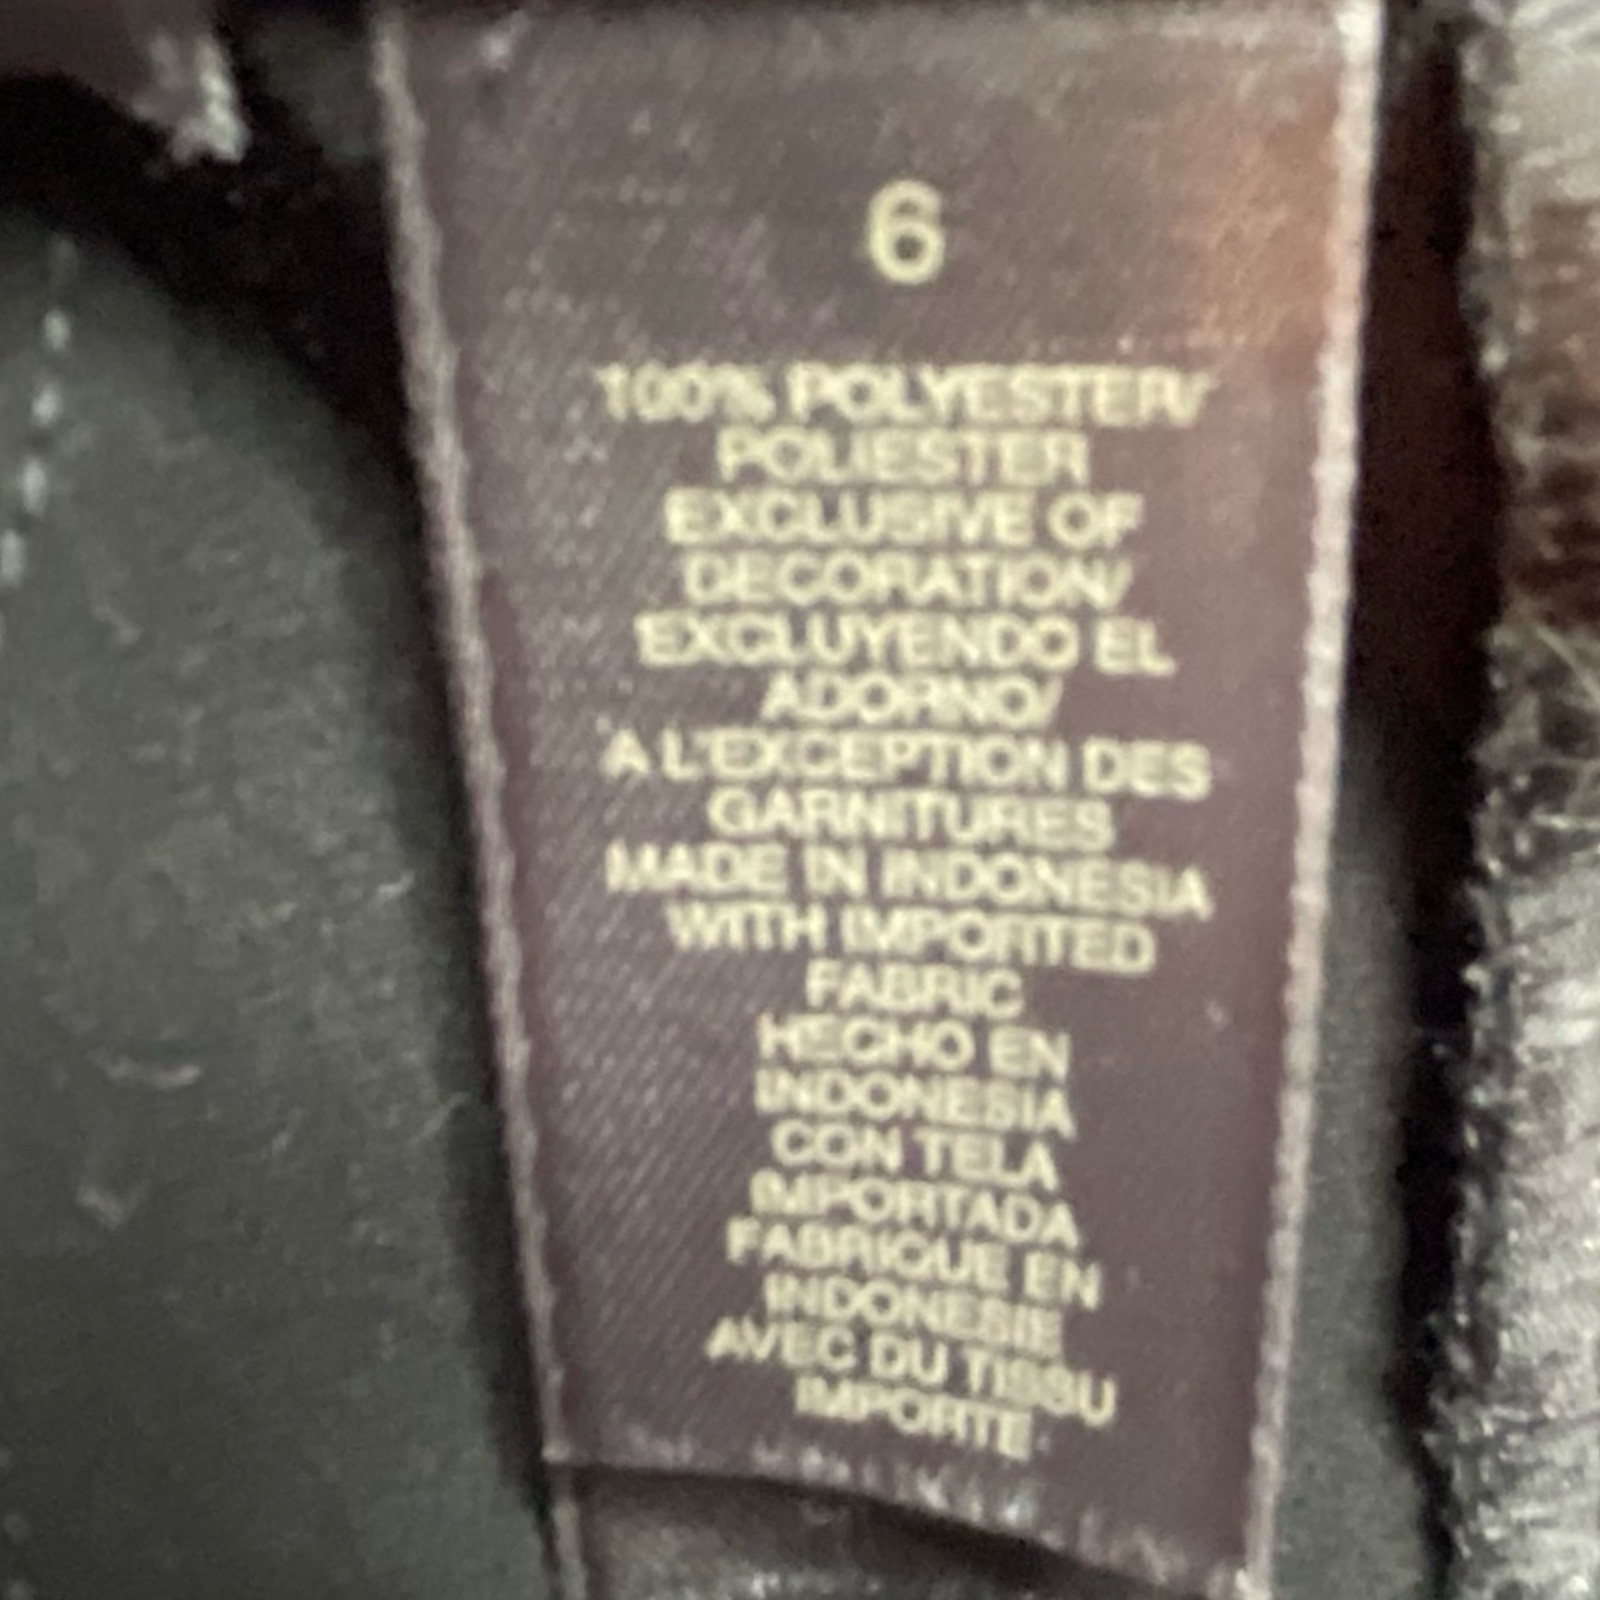 6
100% POLYESTER/
POLIESTER
EXCLUSIVE OF
DECORATION/
EXCLUYENDO EL
ADORNO/
A L'EXCEPTION DES
GARNITURES
MADE IN INDONESIA
WITH IMPORTED
FABRIC
HECHO EN
INDONESIA
CON TELA
IMPORTADA
FABRIQUE EN
INDONESIE
AVEC DU TISSU
IMPORTE